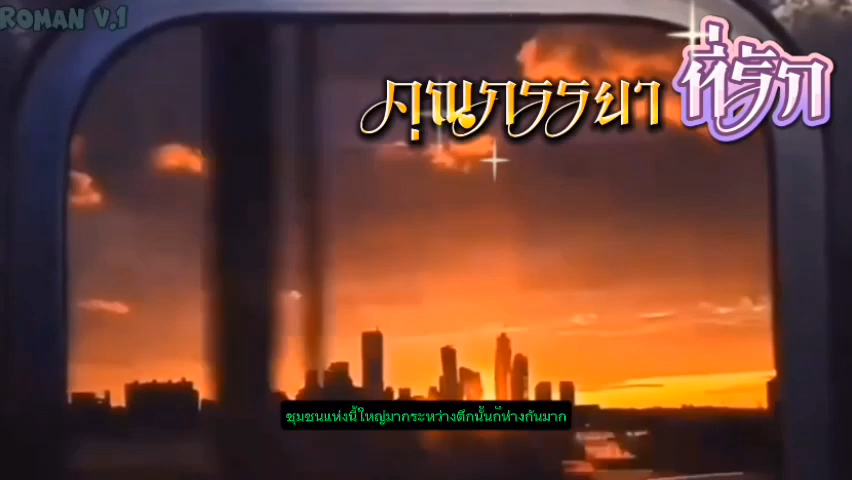 ROMAN V.1
คุณภรรยา ที่รัก
ชุมชนแห่งนี้ใหญ่มากระหว่างตึกนั้นก็ห่างกันมาก